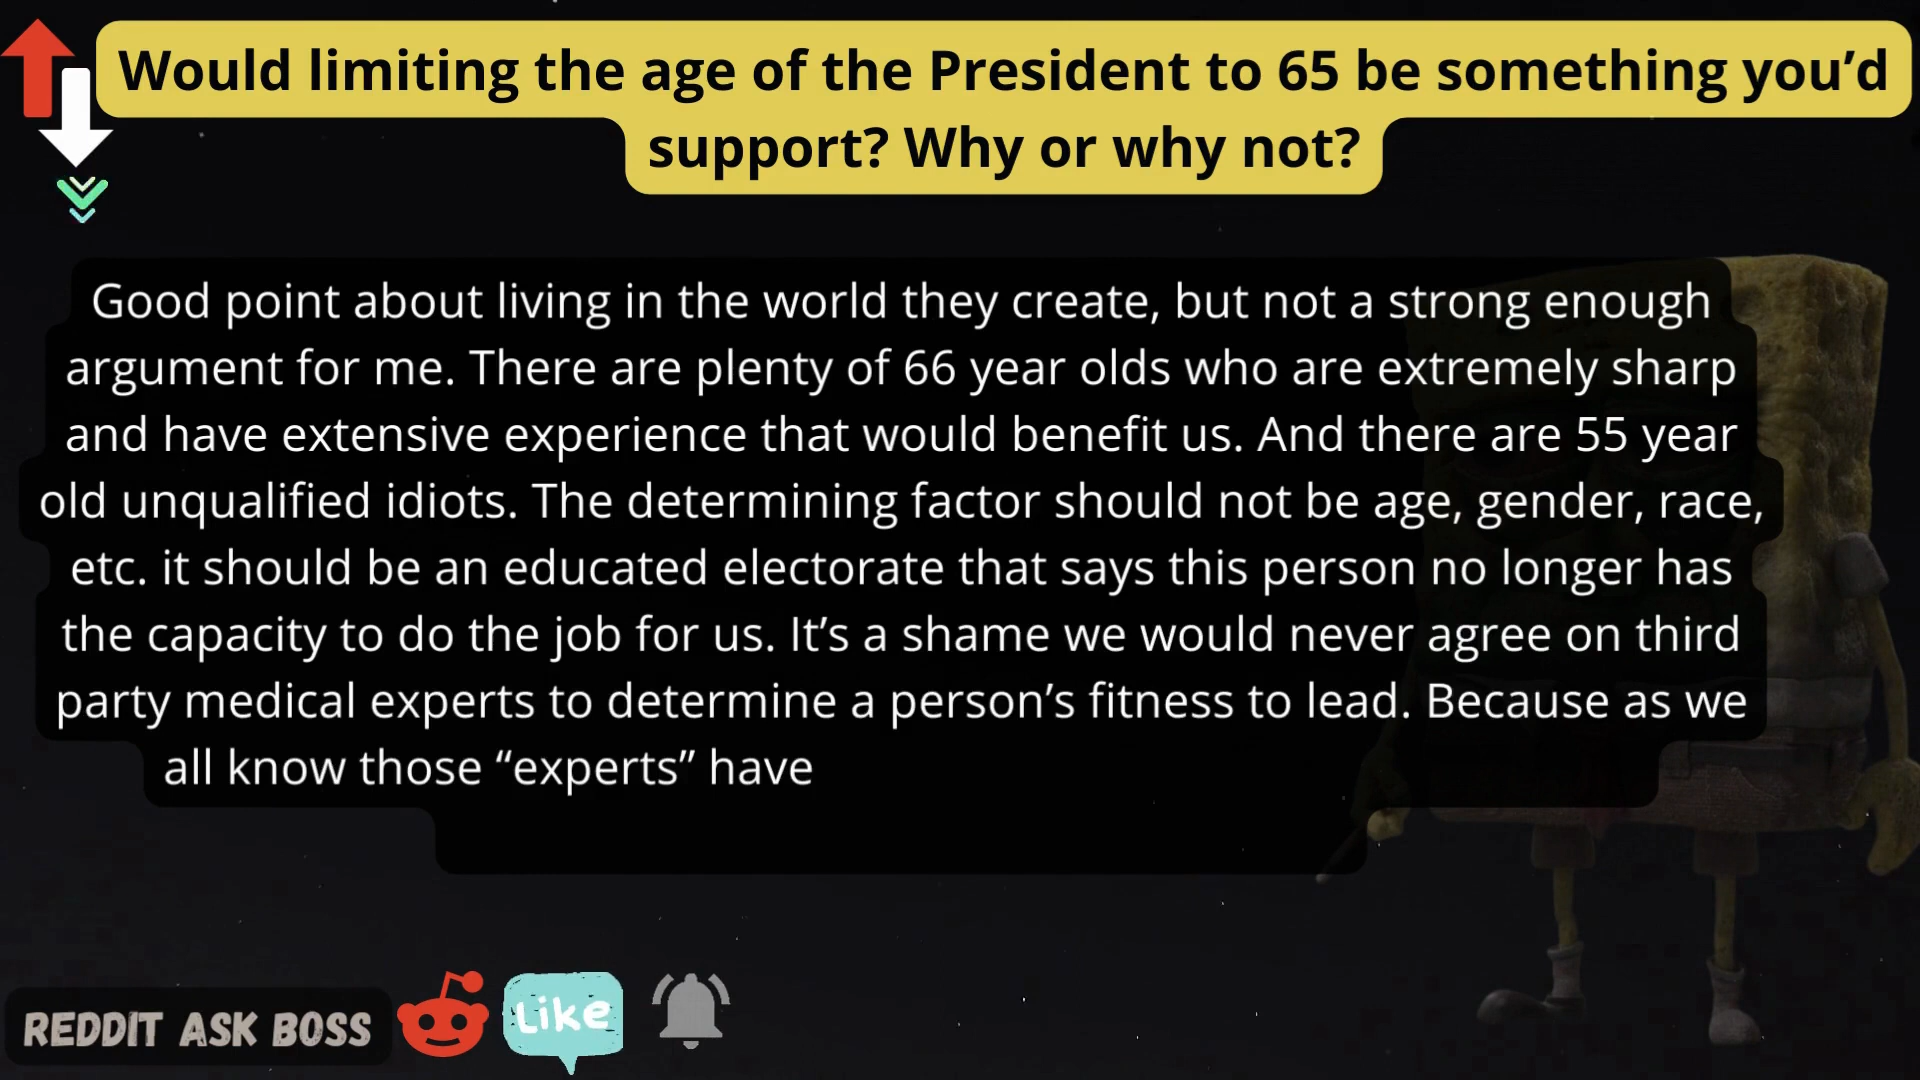 Would limiting the age of the President to 65 be something you’d
support? Why or why not?
Good point about living in the world they create, but not a strong enough
argument for me. There are plenty of 66 year olds who are extremely sharp
and have extensive experience that would benefit us. And there are 55 year
old unqualified idiots. The determining factor should not be age, gender, race,
etc. it should be an educated electorate that says this person no longer has
the capacity to do the job for us. It’s a shame we would never agree on third
party medical experts to determine a person’s fitness to lead. Because as we
all know those “experts” have
REDDIT ASK BOSS
Like